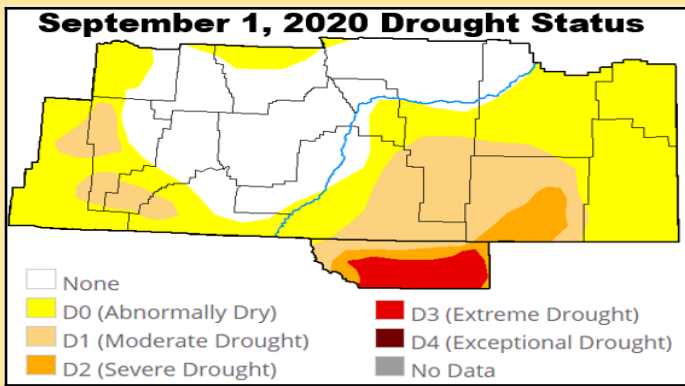 September 1, 2020 Drought Status
None
D0 (Abnormally Dry)
D1 (Moderate Drought)
D2 (Severe Drought)
D3 (Extreme Drought)
D4 (Exceptional Drought)
No Data